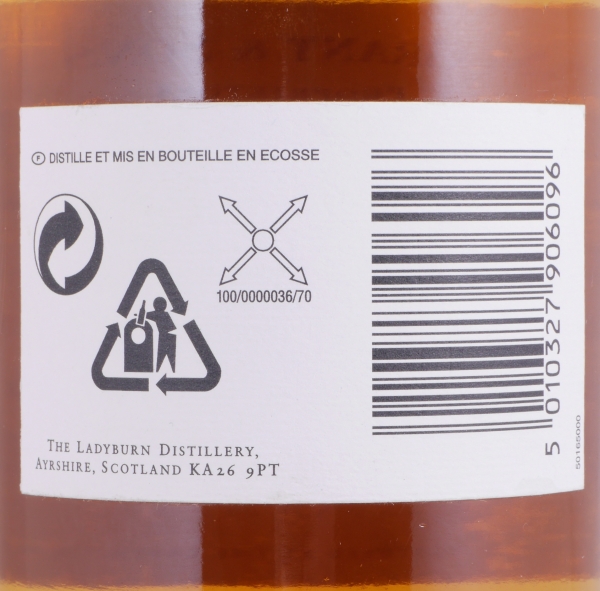 F DISTILLE ET MIS EN BOUTEILLE EN ECOSSE
100/0000036/70
THE LADYBURN DISTILLERY,
AYRSHIRE, SCOTLAND KA26 9PT
5 010327 906096
50165000